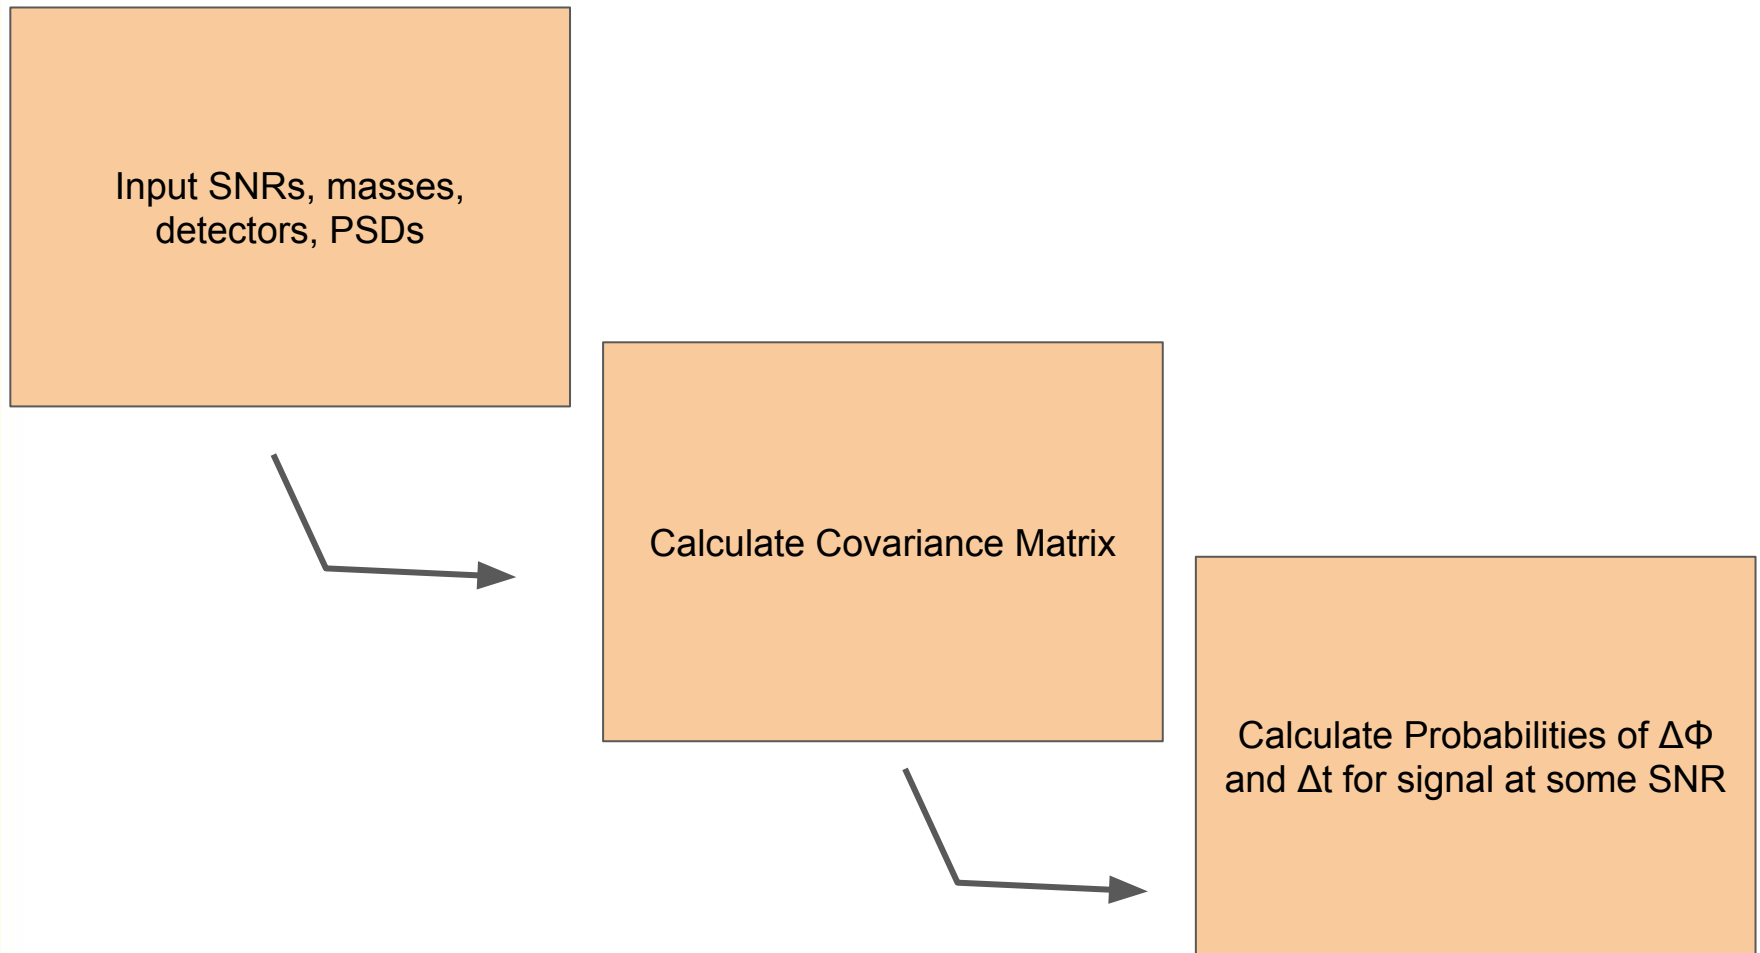 Input SNRs, masses,
detectors, PSDs
Calculate Covariance Matrix
Calculate Probabilities of ΔΦ
and Δt for signal at some SNR